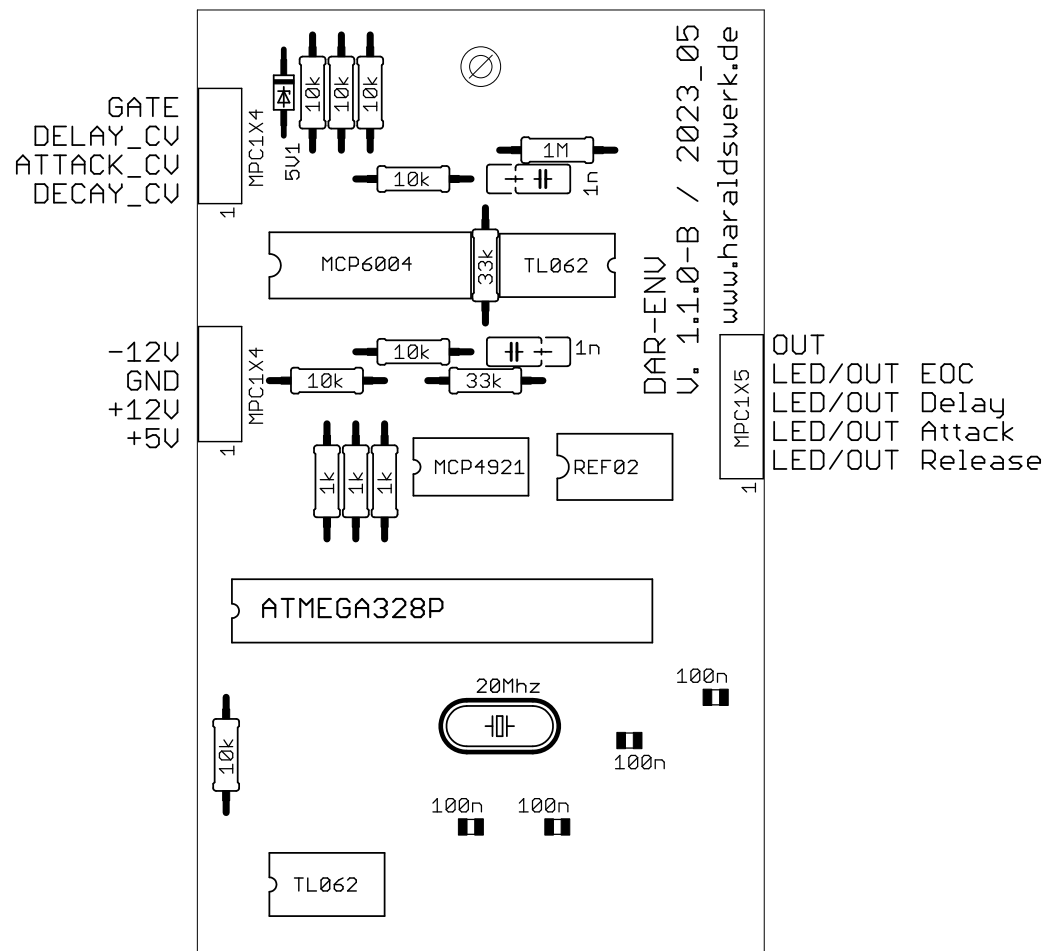 GATE
DELAY_CV
ATTACK_CV
DECAY_CV
MPC1X4
1
5V1
10k
10k
10k
1M
10k
1n
MCP6004
33k
TL062
DAR-ENV
V. 1.1.0-B / 2023_05
www.haraldswerk.de
-12V
GND
+12V
+5V
MPC1X4
1
10k
1n
10k
33k
MPC1X5
1
OUT
LED/OUT EOC
LED/OUT Delay
LED/OUT Attack
LED/OUT Release
1k
1k
1k
MCP4921
REF02
ATMEGA328P
20Mhz
100n
100n
10k
100n
100n
TL062